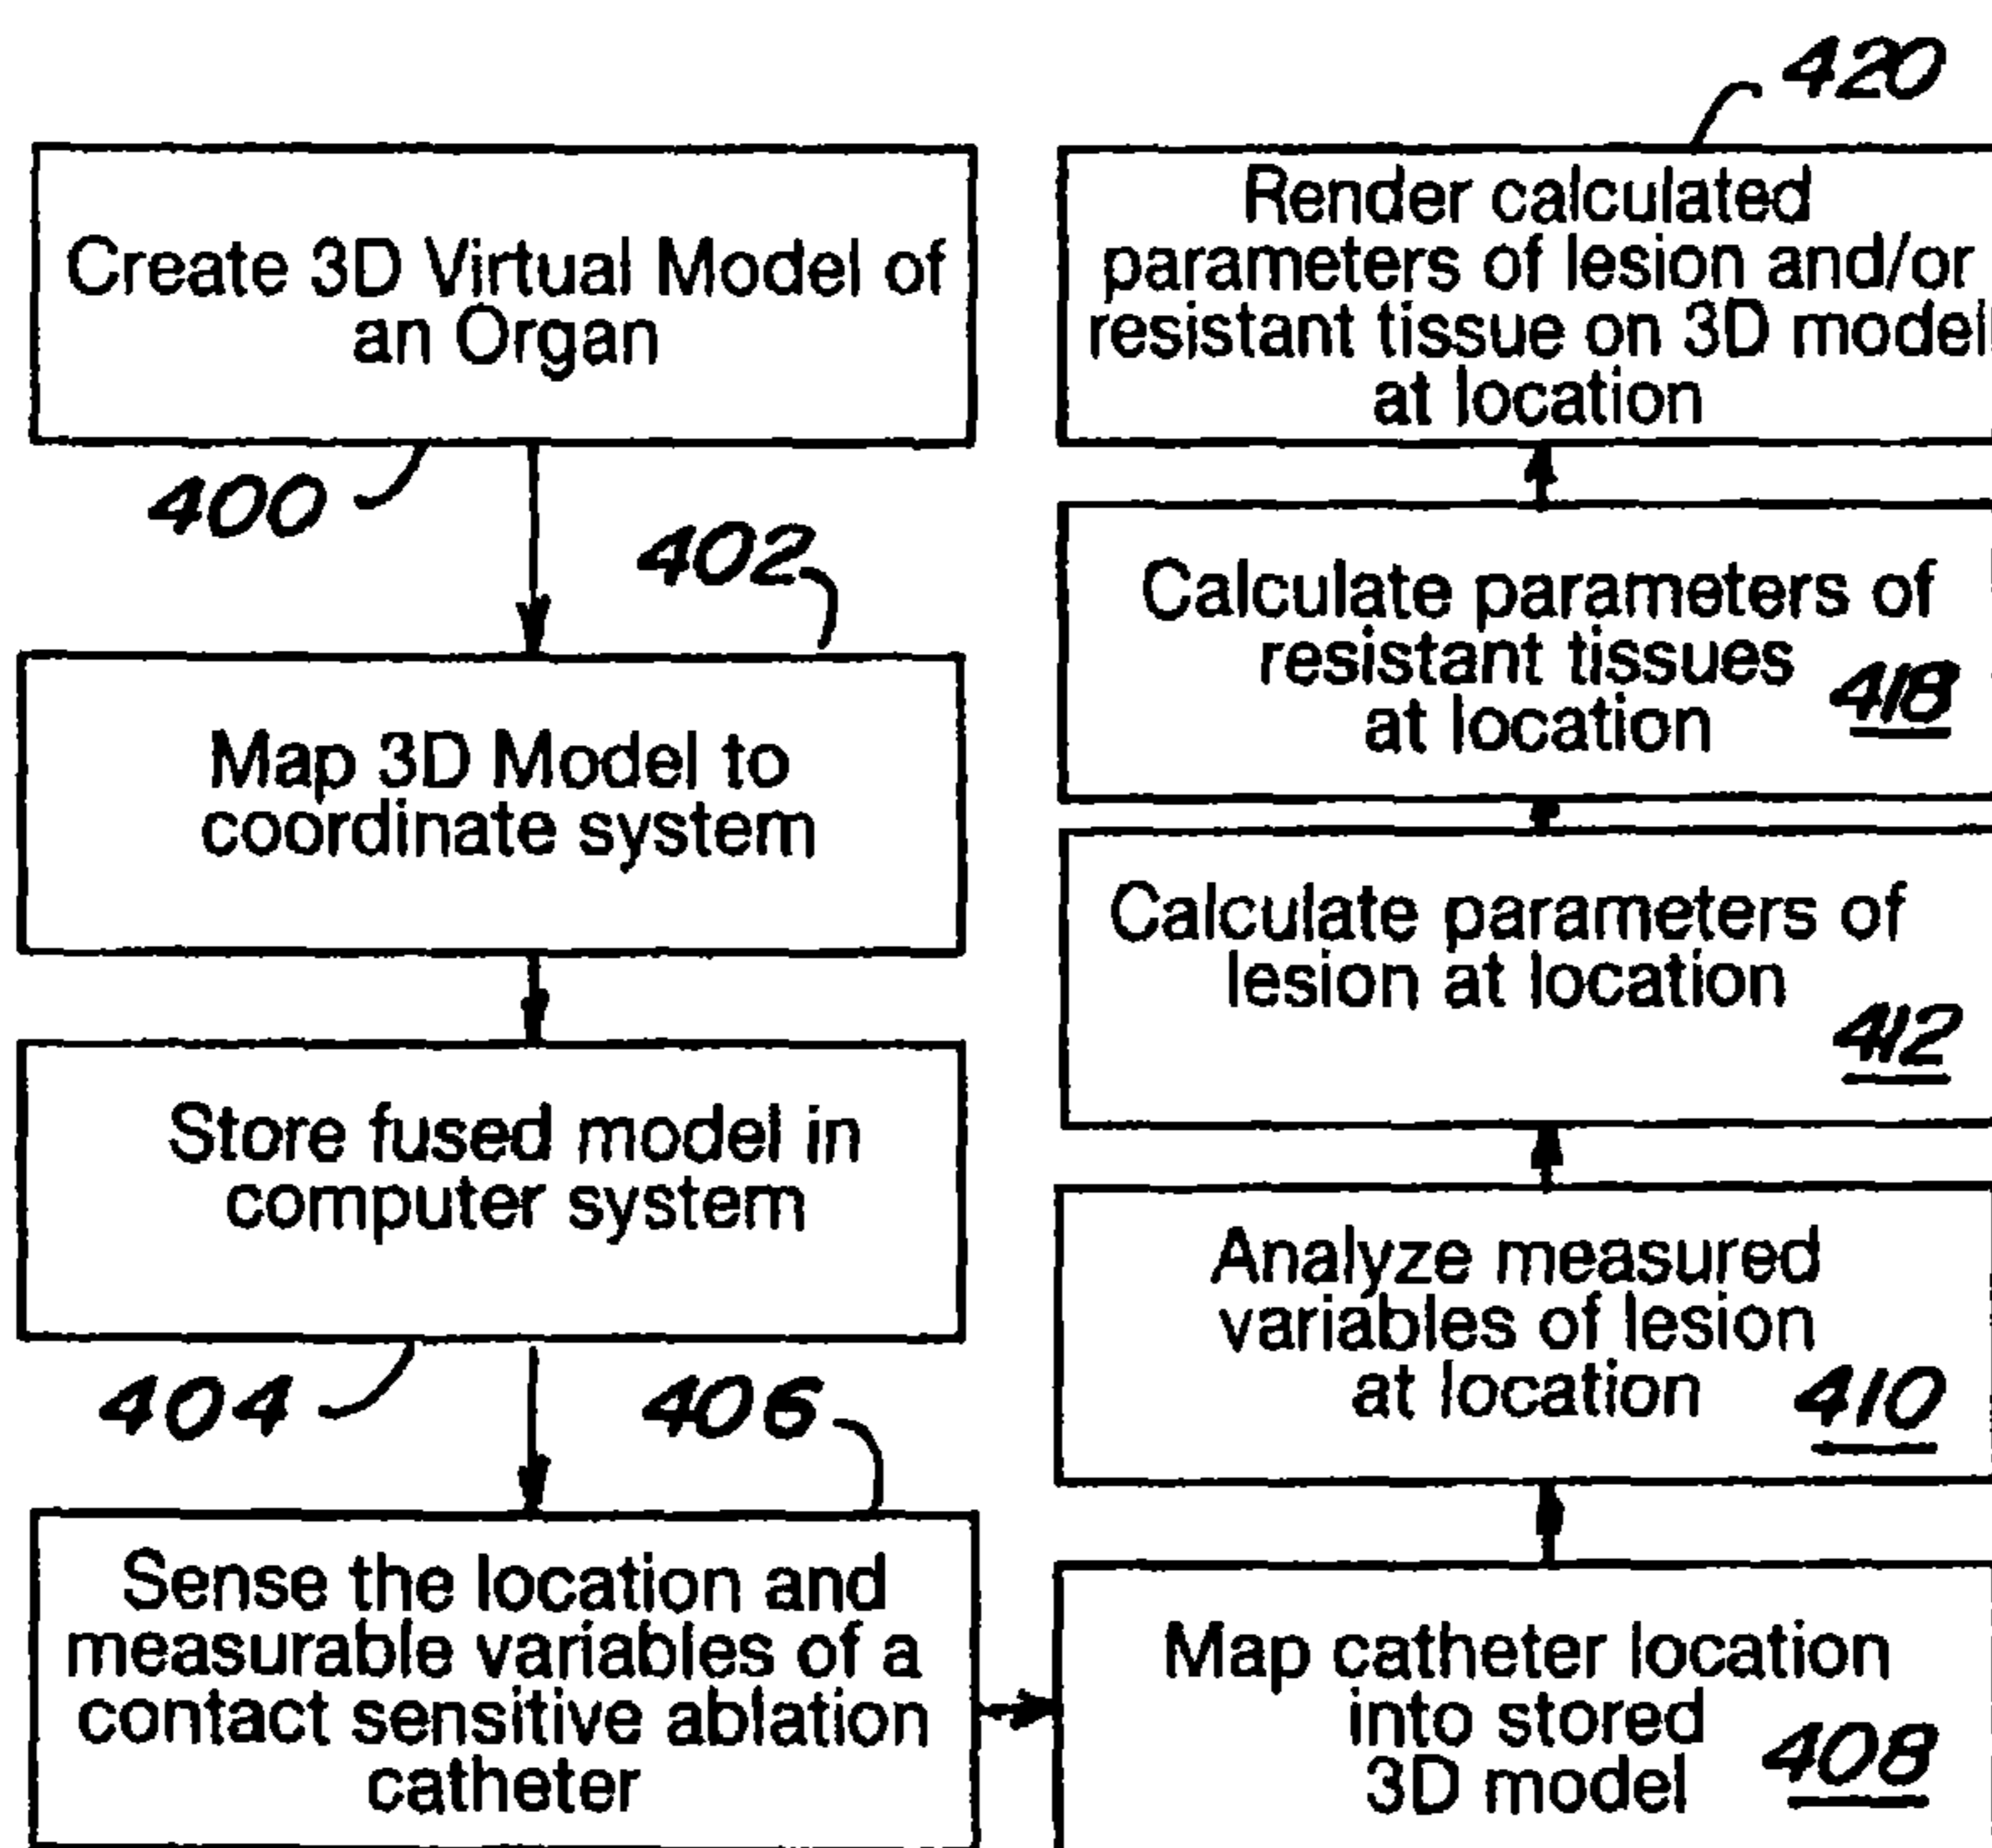 Create 3D Virtual Model of
an Organ
400
402
Map 3D Model to
coordinate system
Store fused model in
computer system
404
406
Sense the location and
measurable variables of a
contact sensitive ablation
catheter
Map catheter location
into stored
3D model 408
Analyze measured
variables of lesion
at location 410
Calculate parameters of
lesion at location
412
Calculate parameters of
resistant tissues
at location 418
420
Render calculated
parameters of lesion and/or
resistant tissue on 3D model
at location